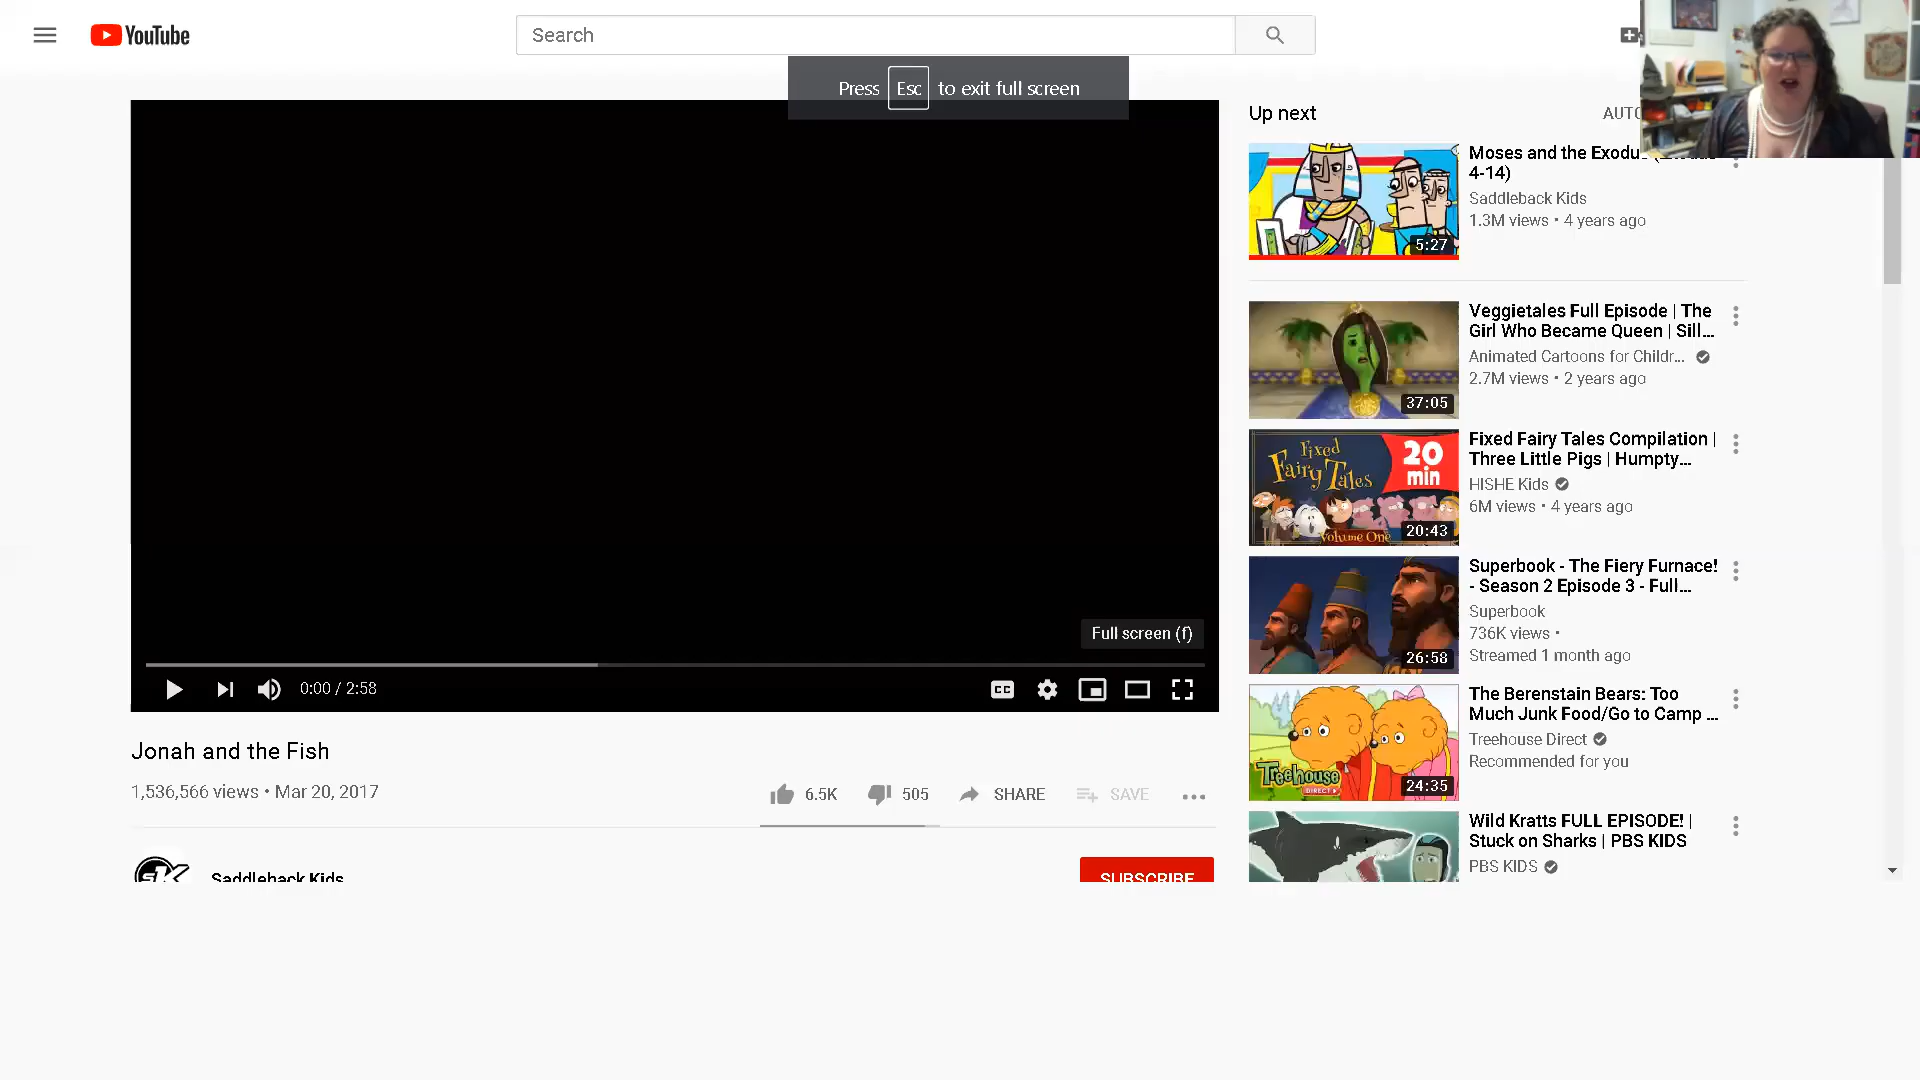 YouTube
Search
Press Esc to exit full screen
Up next
Full screen (f)
0:00 / 2:58
CC
Jonah and the Fish
1,536,566 views • Mar 20, 2017
6.5K
505
SHARE
SAVE
Saddleback Kids
SUBSCRIBE
Moses and the Exodus
4-14)
Saddleback Kids
1.3M views • 4 years ago
5:27
Veggietales Full Episode | The
Girl Who Became Queen | Sill...
Animated Cartoons for Childr...
2.7M views • 2 years ago
37:05
Fixed
Fairy Tales
20
min
Volume One
20:43
Fixed Fairy Tales Compilation |
Three Little Pigs | Humpty...
HISHE Kids
6M views • 4 years ago
Superbook - The Fiery Furnace!
- Season 2 Episode 3 - Full...
Superbook
736K views •
Streamed 1 month ago
26:58
The Berenstain Bears: Too
Much Junk Food/Go to Camp ...
Treehouse Direct
Recommended for you
Treehouse
DIRECT
24:35
Wild Kratts FULL EPISODE! |
Stuck on Sharks | PBS KIDS
PBS KIDS